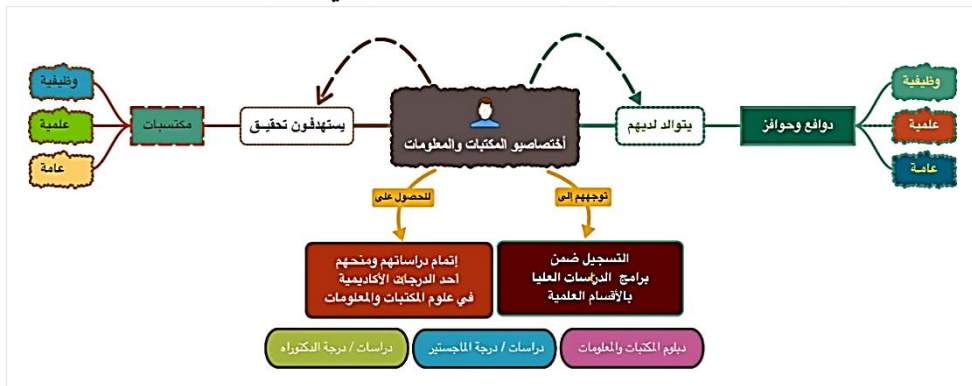 وظيفية
علمية
عامة
مكتسبات
يستهدفون تحقيق
أختصاصيو المكتبات والمعلومات
يتوالد لديهم
دوافع وحوافز
وظيفية
علمية
عامة
توجههم إلى
للحصول على
التسجيل ضمن
برامج الدراسات العليا
بالأقسام العلمية
إتمام دراساتهم ومنحهم
أحد الدرجات الأكاديمية
في علوم المكتبات والمعلومات
دبلوم المكتبات والمعلومات
دراسات / درجة الماجستير
دراسات / درجة الدكتوراه